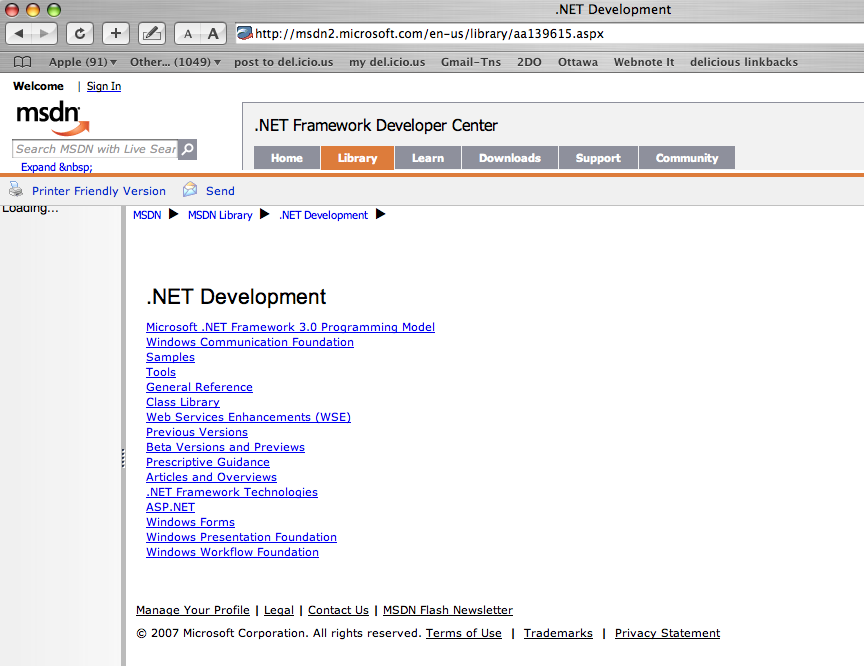 .NET Development
A A http://msdn2.microsoft.com/en-us/library/aa139615.aspx
Apple (91) Other... (1049) post to del.icio.us my del.icio.us Gmail-Tns 2DO Ottawa Webnote It delicious linkbacks
Welcome | Sign In
msdn
.NET Framework Developer Center
Search MSDN with Live Sear
Home Library Learn Downloads Support Community
Expand &nbsp;
Printer Friendly Version Send
Loading...
MSDN ▶ MSDN Library ▶ .NET Development ▶
.NET Development
Microsoft .NET Framework 3.0 Programming Model
Windows Communication Foundation
Samples
Tools
General Reference
Class Library
Web Services Enhancements (WSE)
Previous Versions
Beta Versions and Previews
Prescriptive Guidance
Articles and Overviews
.NET Framework Technologies
ASP.NET
Windows Forms
Windows Presentation Foundation
Windows Workflow Foundation
Manage Your Profile | Legal | Contact Us | MSDN Flash Newsletter
© 2007 Microsoft Corporation. All rights reserved. Terms of Use | Trademarks | Privacy Statement